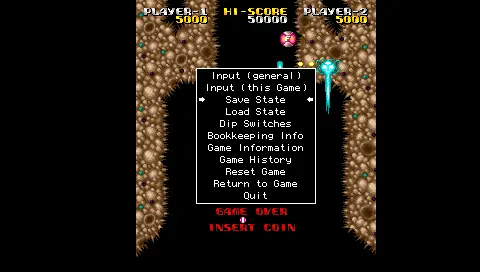 PLAYER-1 HI-SCORE PLAYER-2
5000 50000 5000
Input (general)
Input (this Game)
Save State
Load State
Dip Switches
Bookkeeping Info
Game Information
Game History
Reset Game
Return to Game
Quit
GAME OVER
INSERT COIN